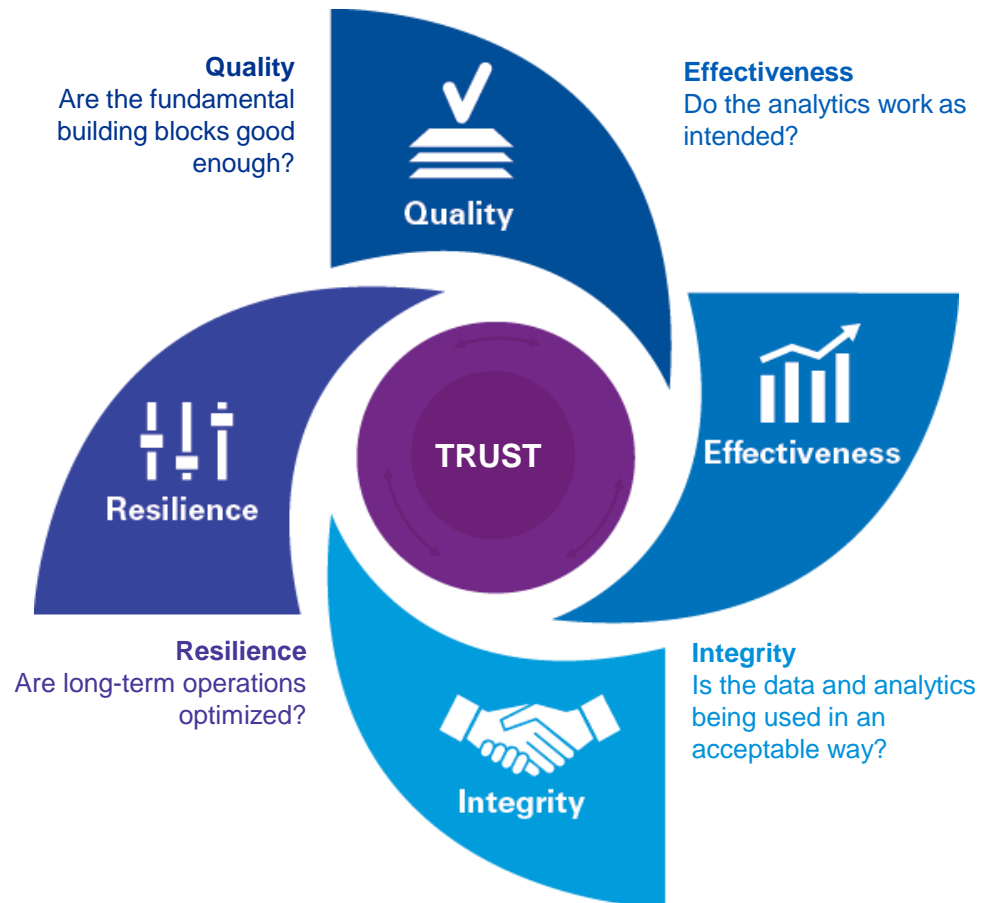 Quality
Are the fundamental
building blocks good
enough?
Effectiveness
Do the analytics work as
intended?
Quality
TRUST
Effectiveness
Resilience
Resilience
Are long-term operations
optimized?
Integrity
Is the data and analytics
being used in an
acceptable way?
Integrity